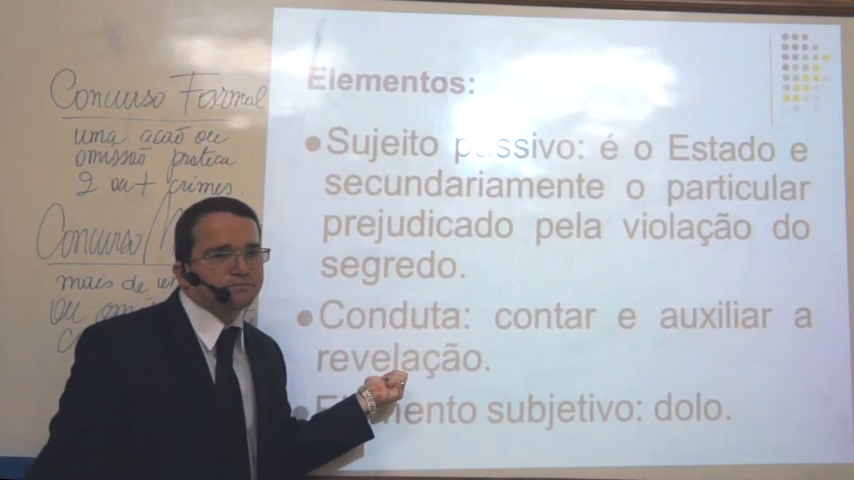 Concurso Formal
uma ação ou
omissão pratica
2 ou + crimes.
Concurso
mais de
ou
Elementos:
●Sujeito passivo: é o Estado e
secundariamente o particular
prejudicado pela violação do
segredo.
●Conduta: contar e auxiliar a
revelação.
●Elemento subjetivo: dolo.